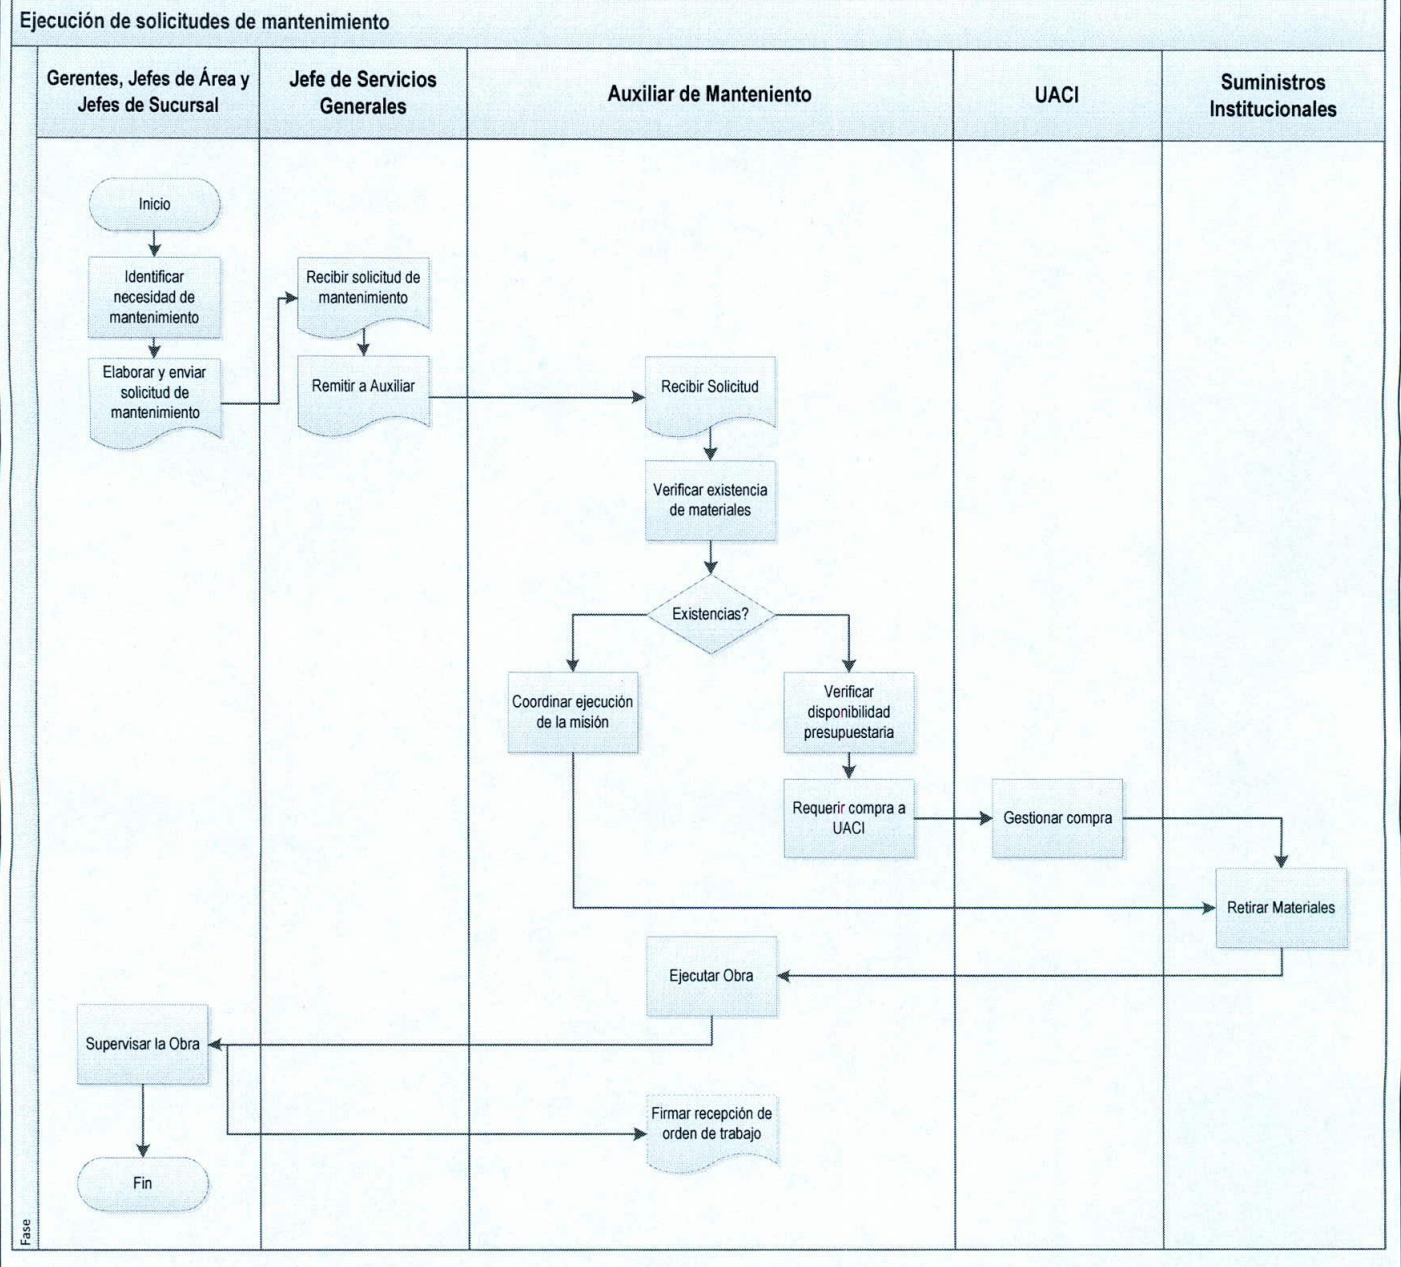 Ejecución de solicitudes de mantenimiento
Gerentes, Jefes de Área y
Jefes de Sucursal
Jefe de Servicios
Generales
Auxiliar de Manteniento
UACI
Suministros
Institucionales
Inicio
Identificar
necesidad de
mantenimiento
Elaborar y enviar
solicitud de
mantenimiento
Recibir solicitud de
mantenimiento
Remitir a Auxiliar
Recibir Solicitud
Verificar existencia
de materiales
Existencias?
Coordinar ejecución
de la misión
Verificar
disponibilidad
presupuestaria
Requerir compra a
UACI
Gestionar compra
Retirar Materiales
Ejecutar Obra
Supervisar la Obra
Firmar recepción de
orden de trabajo
Fin
Fase